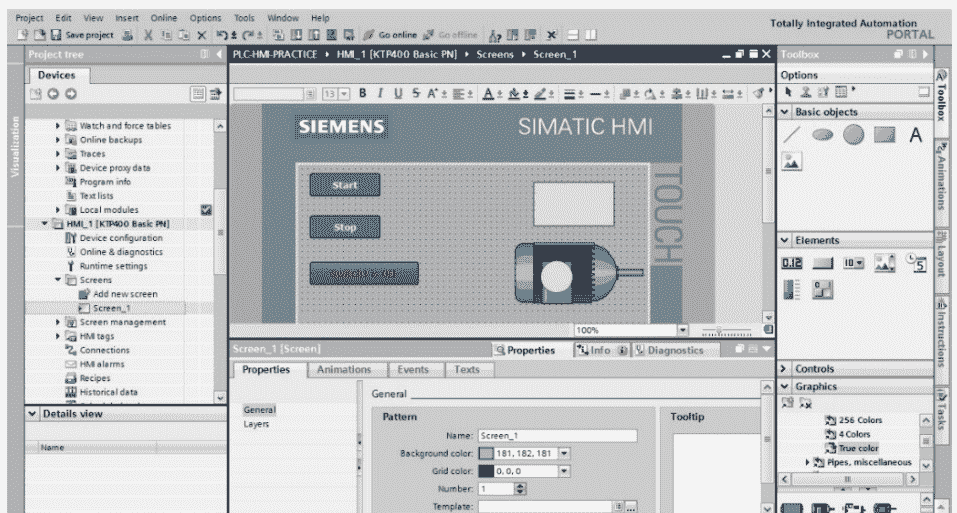 Project Edit View Insert Online Options Tools Window Help
Totally Integrated Automation
PORTAL
Save project
Go online
Go offline
Project tree
Devices
Visualization
Watch and force tables
Online backups
Traces
Device proxy data
Program info
Text lists
Local modules
HMI_1 [KTP400 Basic PN]
Device configuration
Online & diagnostics
Runtime settings
Screens
Add new screen
Screen_1
Screen management
HMI tags
Connections
HMI alarms
Recipes
Historical data
Details view
Name
PLC-HMI-PRACTICE HMI_1 [KTP400 Basic PN] Screens Screen_1
13 B I U S A
SIEMENS
SIMATIC HMI
TOUCH
Start
Stop
100%
Screen_1 [Screen]
Properties
Info
Diagnostics
Properties
Animations
Events
Texts
General
Layers
General
Pattern
Name: Screen_1
Background color: 181, 182, 181
Grid color: 0, 0, 0
Number: 1
Template:
Tooltip
Toolbox
Options
Basic objects
A
Elements
0.12
10
5
Controls
Graphics
256 Colors
4 Colors
True color
Pipes, miscellaneous
Toolbox
Animations
Layout
Instructions
Tasks